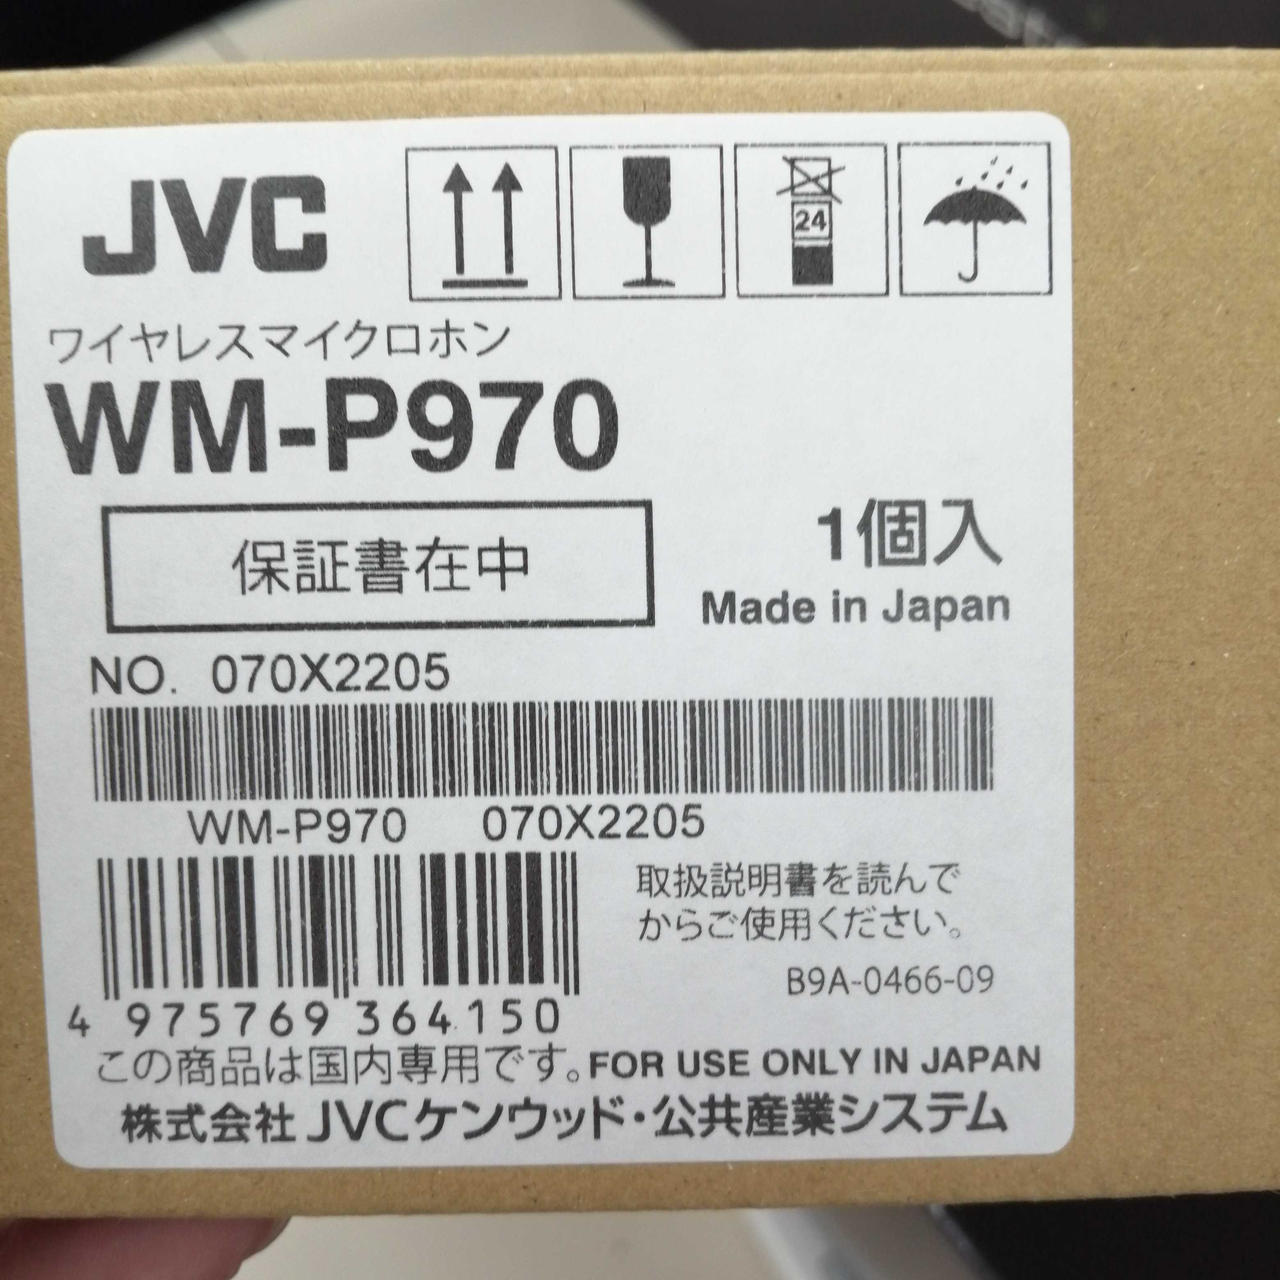 JVC
24
ワイヤレスマイクロホン
WM-P970
保証書在中
1個入
Made in Japan
NO. 070X2205
WM-P970 070X2205
取扱説明書を読んで
からご使用ください。
B9A-0466-09
4 975769 364150
この商品は国内専用です。FOR USE ONLY IN JAPAN
株式会社 JVCケンウッド・公共産業システム